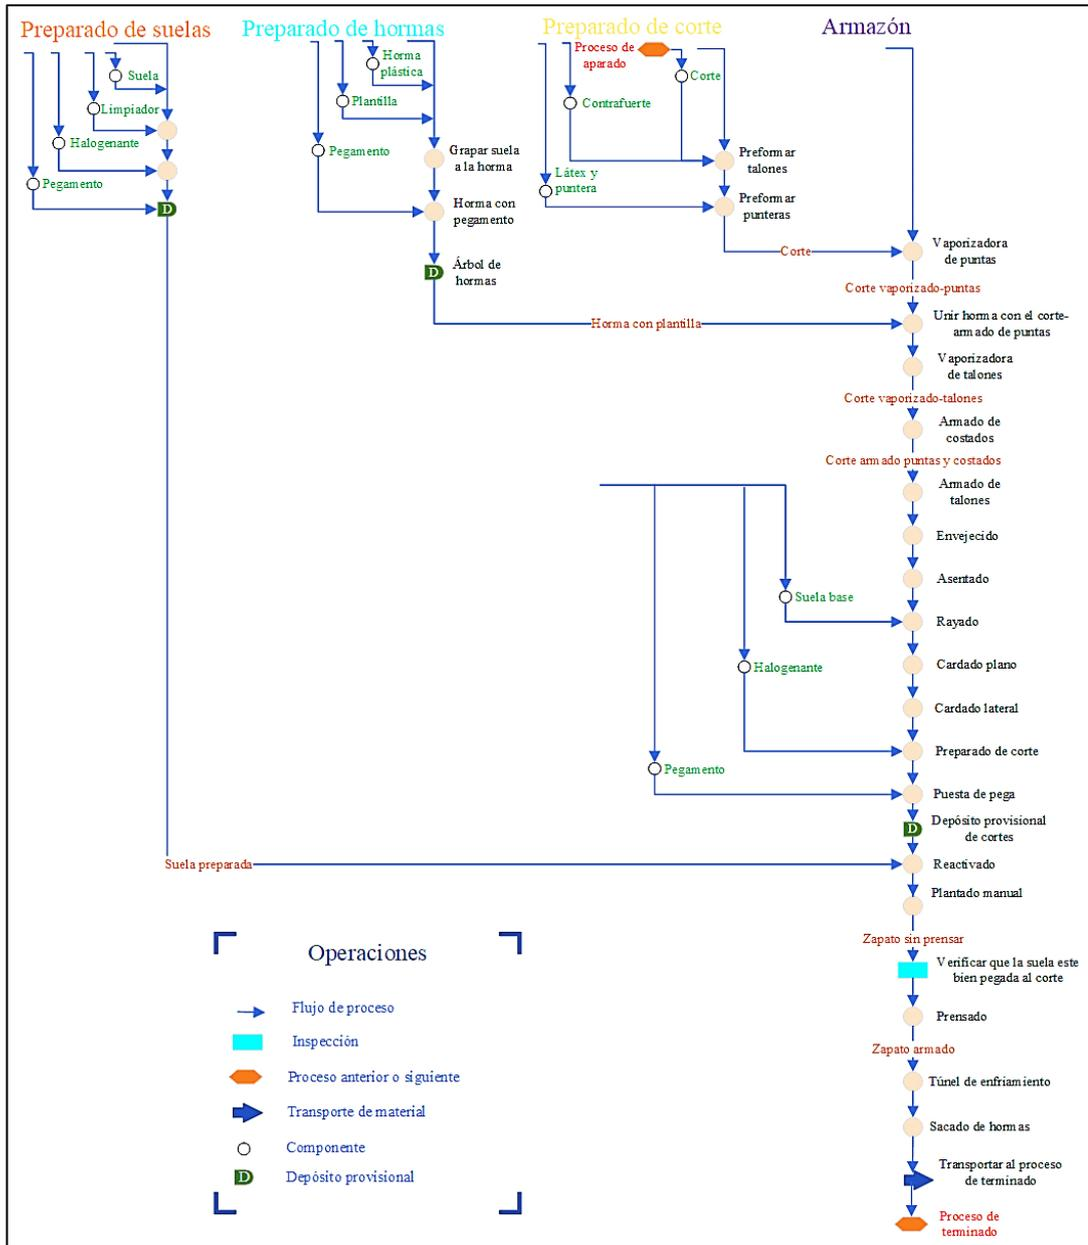 Preparado de suelas
Preparado de hormas
Preparado de corte
Armazón
Suela
Limpiador
Halogenante
Pegamento
D
Horma
plástica
Plantilla
Pegamento
Grapar suela
a la horma
Horma con
pegamento
D
Árbol de
hormas
Proceso de
aparado
Corte
Contrafuerte
Látex y
puntera
Preformar
talones
Preformar
punteras
Corte
Vaporizadora
de puntas
Corte vaporizado-puntas
Horma con plantilla
Unir horma con el corte-
armado de puntas
Vaporizadora
de talones
Corte vaporizado-talones
Armado de
costados
Corte armado puntas y costados
Armado de
talones
Envejecido
Asentado
Suela base
Rayado
Halogenante
Cardado plano
Cardado lateral
Preparado de corte
Pegamento
Puesta de pega
D
Depósito provisional
de cortes
Suela preparada
Reactivado
Plantado manual
Zapato sin prensar
Verificar que la suela este
bien pegada al corte
Prensado
Zapato armado
Túnel de enfriamiento
Sacado de hormas
Transportar al proceso
de terminado
Proceso de
terminado
Operaciones
Flujo de proceso
Inspección
Proceso anterior o siguiente
Transporte de material
Componente
D
Depósito provisional